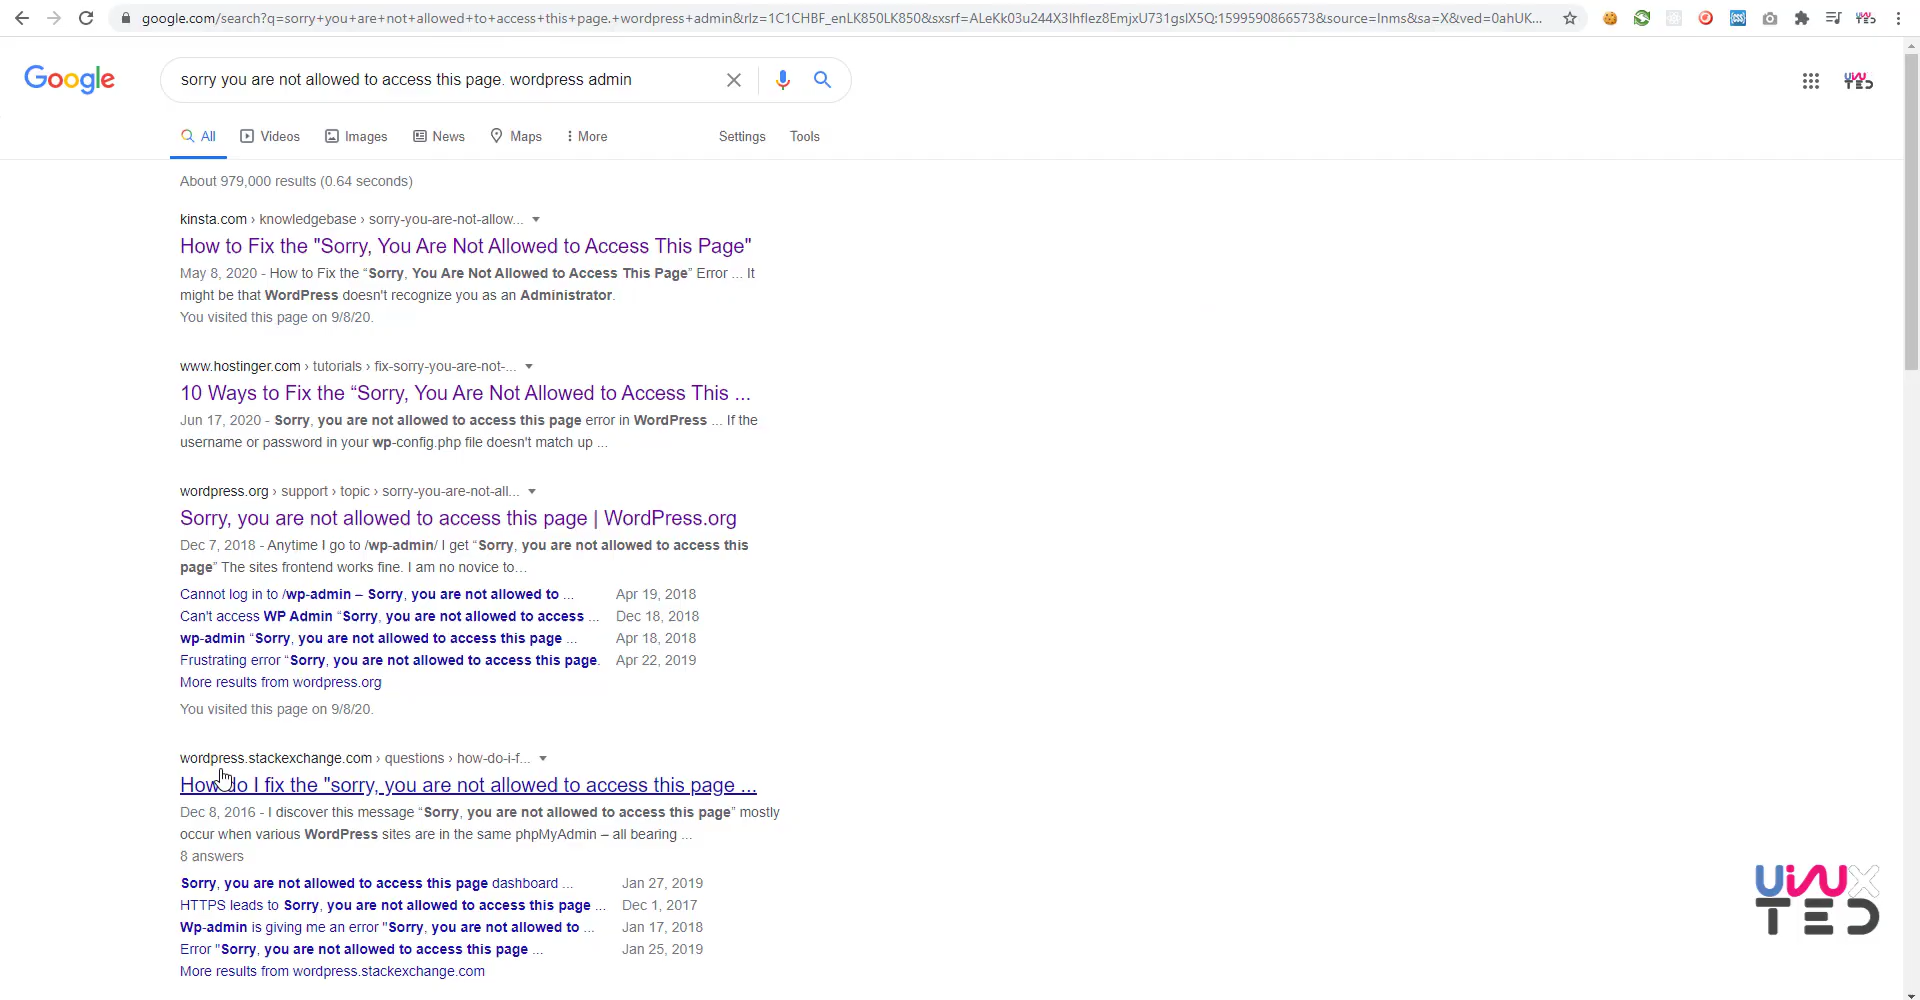 google.com/search?q=sorry+you+are+not+allowed+to+access+this+page.+wordpress+admin&rlz=1C1CHBF_enLK850LK850&sxsrf=ALeKk03u244X3lhflez8EmjxU731gslX5Q:1599590866573&source=lnms&sa=X&ved=0ahUK...
Google
sorry you are not allowed to access this page. wordpress admin
UiUX TED
All
Videos
Images
News
Maps
More
Settings
Tools
About 979,000 results (0.64 seconds)
kinsta.com › knowledgebase › sorry-you-are-not-allow...
How to Fix the "Sorry, You Are Not Allowed to Access This Page"
May 8, 2020 - How to Fix the “Sorry, You Are Not Allowed to Access This Page” Error ... It
might be that WordPress doesn't recognize you as an Administrator.
You visited this page on 9/8/20.
www.hostinger.com › tutorials › fix-sorry-you-are-not-...
10 Ways to Fix the “Sorry, You Are Not Allowed to Access This ...
Jun 17, 2020 - Sorry, you are not allowed to access this page error in WordPress ... If the
username or password in your wp-config.php file doesn't match up ...
wordpress.org › support › topic › sorry-you-are-not-all...
Sorry, you are not allowed to access this page | WordPress.org
Dec 7, 2018 - Anytime I go to /wp-admin/ I get “Sorry, you are not allowed to access this
page” The sites frontend works fine. I am no novice to…
Cannot log in to /wp-admin – Sorry, you are not allowed to ... Apr 19, 2018
Can't access WP Admin “Sorry, you are not allowed to access ... Dec 18, 2018
wp-admin “Sorry, you are not allowed to access this page ... Apr 18, 2018
Frustrating error “Sorry, you are not allowed to access this page. Apr 22, 2019
More results from wordpress.org
You visited this page on 9/8/20.
wordpress.stackexchange.com › questions › how-do-i-f...
How do I fix the "sorry, you are not allowed to access this page ...
Dec 8, 2016 - I discover this message “Sorry, you are not allowed to access this page” mostly
occur when various WordPress sites are in the same phpMyAdmin – all bearing ...
8 answers
Sorry, you are not allowed to access this page dashboard ... Jan 27, 2019
HTTPS leads to Sorry, you are not allowed to access this page ... Dec 1, 2017
Wp-admin is giving me an error "Sorry, you are not allowed to ... Jan 17, 2018
Error "Sorry, you are not allowed to access this page ... Jan 25, 2019
More results from wordpress.stackexchange.com
UiUX
TED